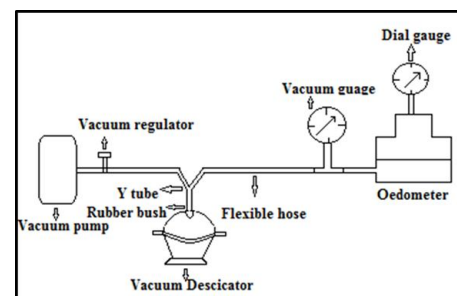 Dial gauge
Vacuum guage
Vacuum regulator
Y tube
Rubber bush
Flexible hose
Oedometer
Vacuum pump
Vacuum Descicator